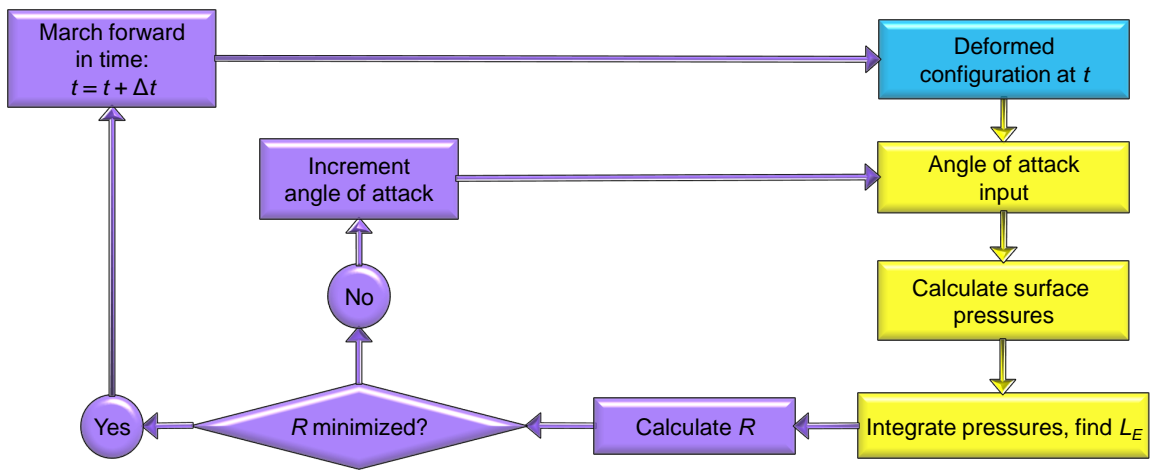 March forward
in time:
t = t + Δt
Deformed
configuration at t
Increment
angle of attack
Angle of attack
input
No
Calculate surface
pressures
Yes
R minimized?
Calculate R
Integrate pressures, find L_E